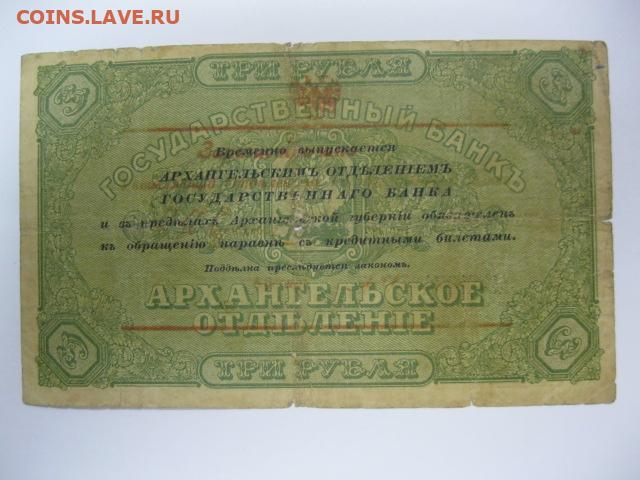 COINS.LAVE.RU
ТРИ РУБЛЯ
ГОСУДАРСТВЕННЫЙ БАНКЪ
Временно выпускается
АРХАНГЕЛЬСКИМЪ ОТДѢЛЕНІЕМЪ
ГОСУДАРСТВЕННАГО БАНКА
и въ предѣлахъ Архангельской губерніи обязателенъ
къ обращенію наравнѣ съ кредитными билетами.
Поддѣлка преслѣдуется закономъ.
АРХАНГЕЛЬСКОЕ
ОТДѢЛЕНІЕ
ТРИ РУБЛЯ